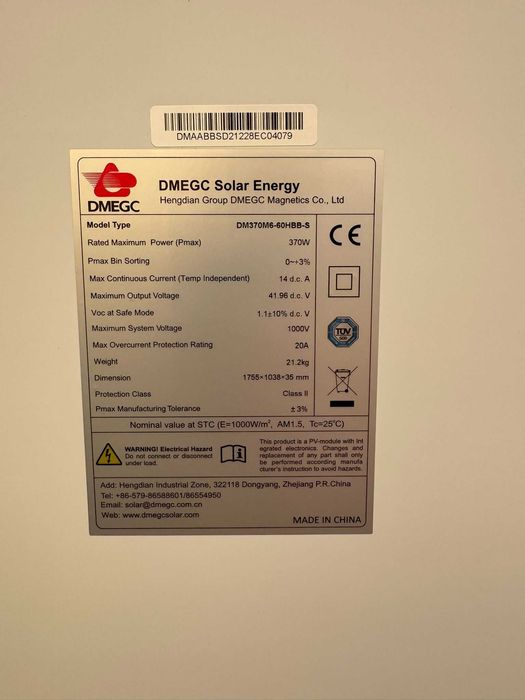 DMAABBSD21228EC04079
DMEGC
DMEGC Solar Energy
Hengdian Group DMEGC Magnetics Co., Ltd
Model Type DM370M6-60HBB-S
Rated Maximum Power (Pmax) 370W
Pmax Bin Sorting 0~+3%
Max Continuous Current (Temp Independent) 14 d.c. A
Maximum Output Voltage 41.96 d.c. V
Voc at Safe Mode 1.1±10% d.c. V
Maximum System Voltage 1000V
Max Overcurrent Protection Rating 20A
Weight 21.2kg
Dimension 1755×1038×35 mm
Protection Class Class II
Pmax Manufacturing Tolerance ±3%
CE
TÜV
SÜD
Nominal value at STC (E=1000W/m², AM1.5, Tc=25°C)
WARNING! Electrical Hazard
Do not connect or disconnect
under load.
This product is a PV-module with Int
egrated electronics. Changes and
replacement of any part shall only
be performed according manufa
cturer's instruction to avoid hazards.
Add: Hengdian Industrial Zone, 322118 Dongyang, Zhejiang P.R.China
Tel: +86-579-86588601/86554950
Email: solar@dmegc.com.cn
Web: www.dmegcsolar.com
MADE IN CHINA